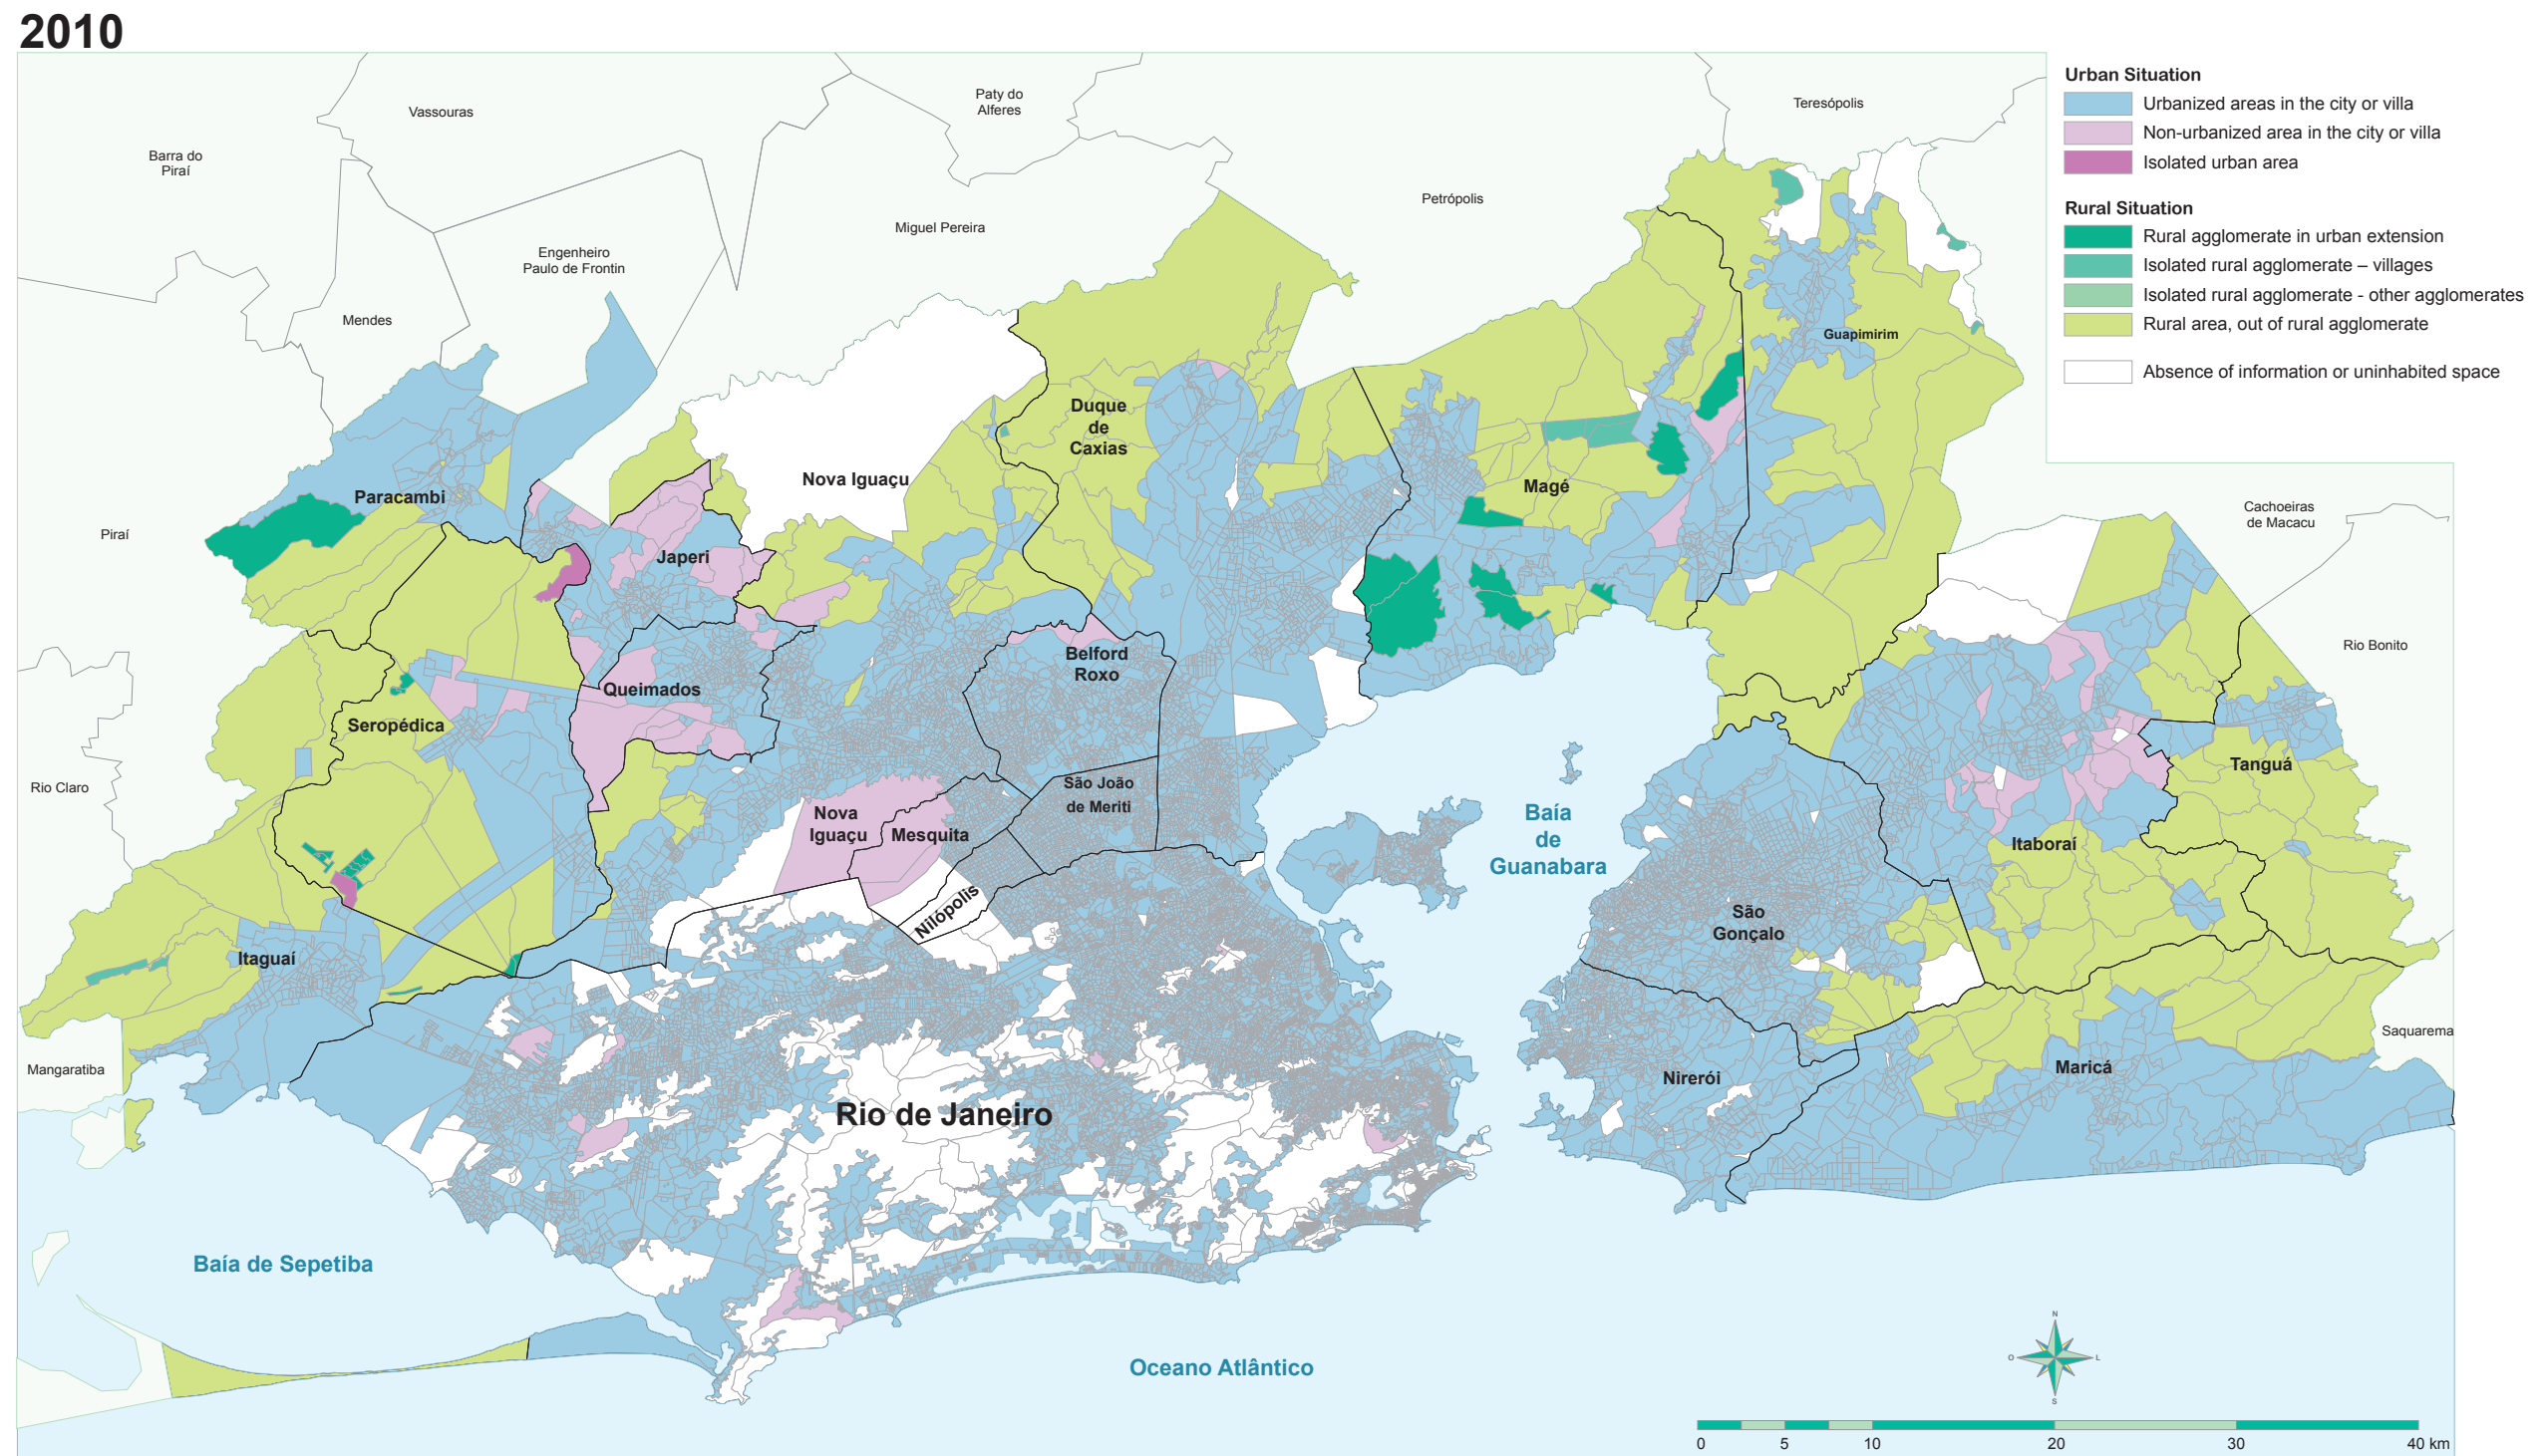 2010
Urban Situation
Urbanized areas in the city or villa
Non-urbanized area in the city or villa
Isolated urban area
Rural Situation
Rural agglomerate in urban extension
Isolated rural agglomerate – villages
Isolated rural agglomerate - other agglomerates
Rural area, out of rural agglomerate
Absence of information or uninhabited space
Vassouras
Paty do
Alferes
Teresópolis
Barra do
Piraí
Petrópolis
Miguel Pereira
Engenheiro
Paulo de Frontin
Mendes
Guapimirim
Duque
de
Caxias
Nova Iguaçu
Magé
Paracambi
Cachoeiras
de Macacu
Piraí
Japeri
Rio Bonito
Belford
Roxo
Queimados
Seropédica
Tanguá
Rio Claro
São João
de Meriti
Nova
Iguaçu
Mesquita
Baía
de
Guanabara
Itaboraí
Nilópolis
São
Gonçalo
Itaguaí
Saquarema
Mangaratiba
Nirerói
Maricá
Rio de Janeiro
Baía de Sepetiba
Oceano Atlântico
N
O
L
S
0
5
10
20
30
40 km